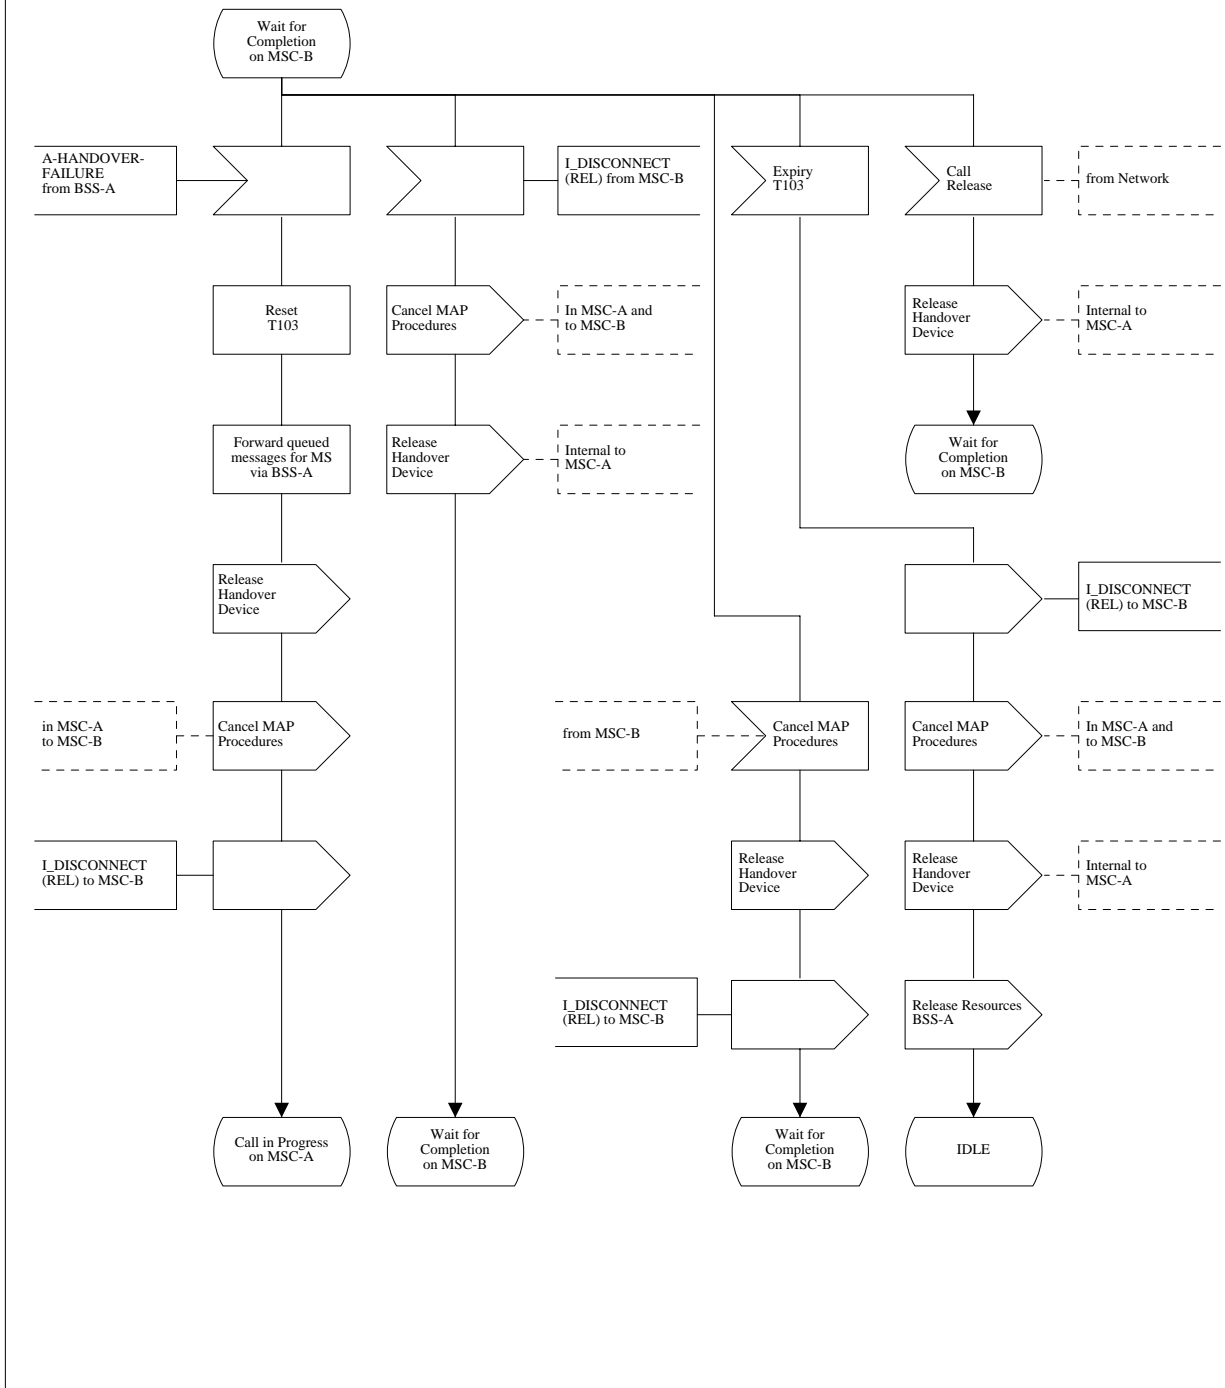 Wait for
Completion
on MSC-B
A-HANDOVER-
FAILURE
from BSS-A
I_DISCONNECT
(REL) from MSC-B
Expiry
T103
Call
Release
from Network
Reset
T103
Cancel MAP
Procedures
In MSC-A and
to MSC-B
Release
Handover
Device
Internal to
MSC-A
Forward queued
messages for MS
via BSS-A
Release
Handover
Device
Internal to
MSC-A
Wait for
Completion
on MSC-B
Release
Handover
Device
I_DISCONNECT
(REL) to MSC-B
in MSC-A
to MSC-B
Cancel MAP
Procedures
from MSC-B
Cancel MAP
Procedures
Cancel MAP
Procedures
In MSC-A and
to MSC-B
I_DISCONNECT
(REL) to MSC-B
Release
Handover
Device
Release
Handover
Device
Internal to
MSC-A
I_DISCONNECT
(REL) to MSC-B
Release Resources
BSS-A
Call in Progress
on MSC-A
Wait for
Completion
on MSC-B
Wait for
Completion
on MSC-B
IDLE